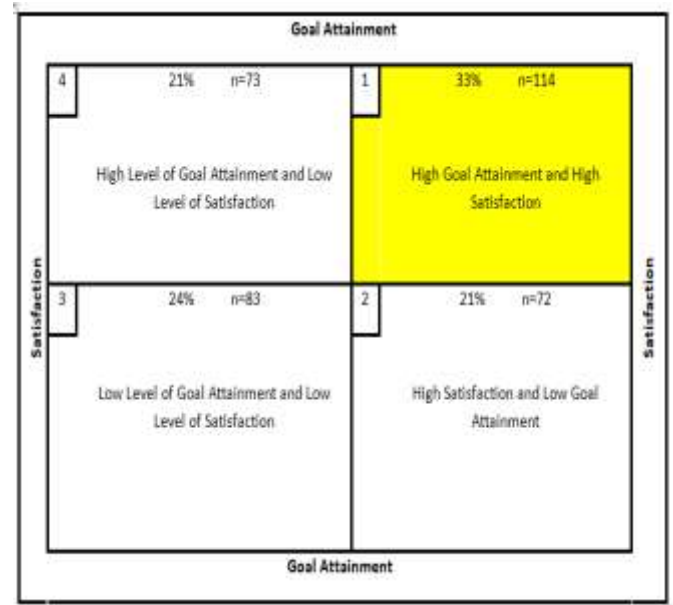 Goal Attainment
4
21% n=73
High Level of Goal Attainment and Low
Level of Satisfaction
1
33% n=114
High Goal Attainment and High
Satisfaction
Satisfaction
Satisfaction
3
24% n=83
Low Level of Goal Attainment and Low
Level of Satisfaction
2
21% n=72
High Satisfaction and Low Goal
Attainment
Goal Attainment